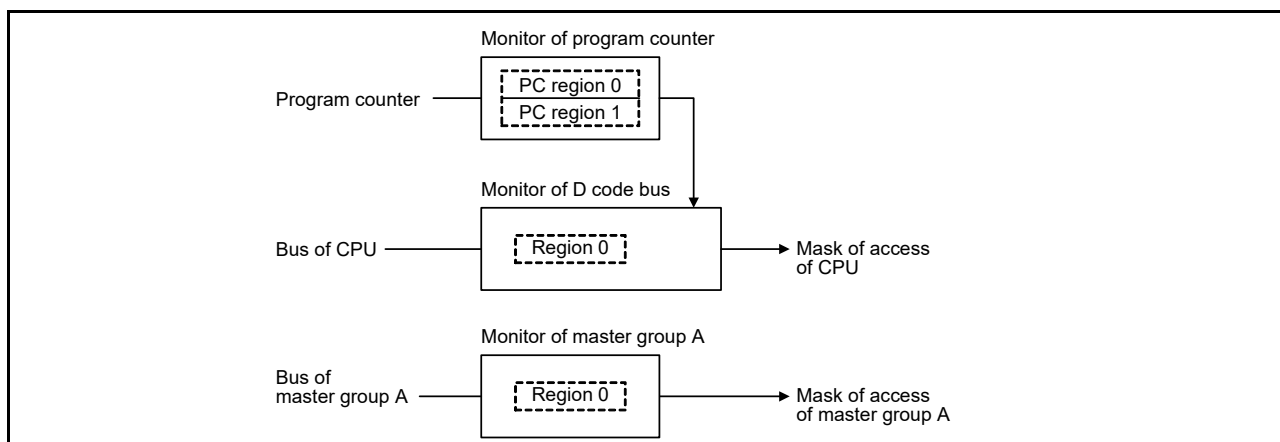 Monitor of program counter
Program counter
PC region 0
PC region 1
Monitor of D code bus
Bus of CPU
Region 0
Mask of access
of CPU
Monitor of master group A
Bus of
master group A
Region 0
Mask of access
of master group A